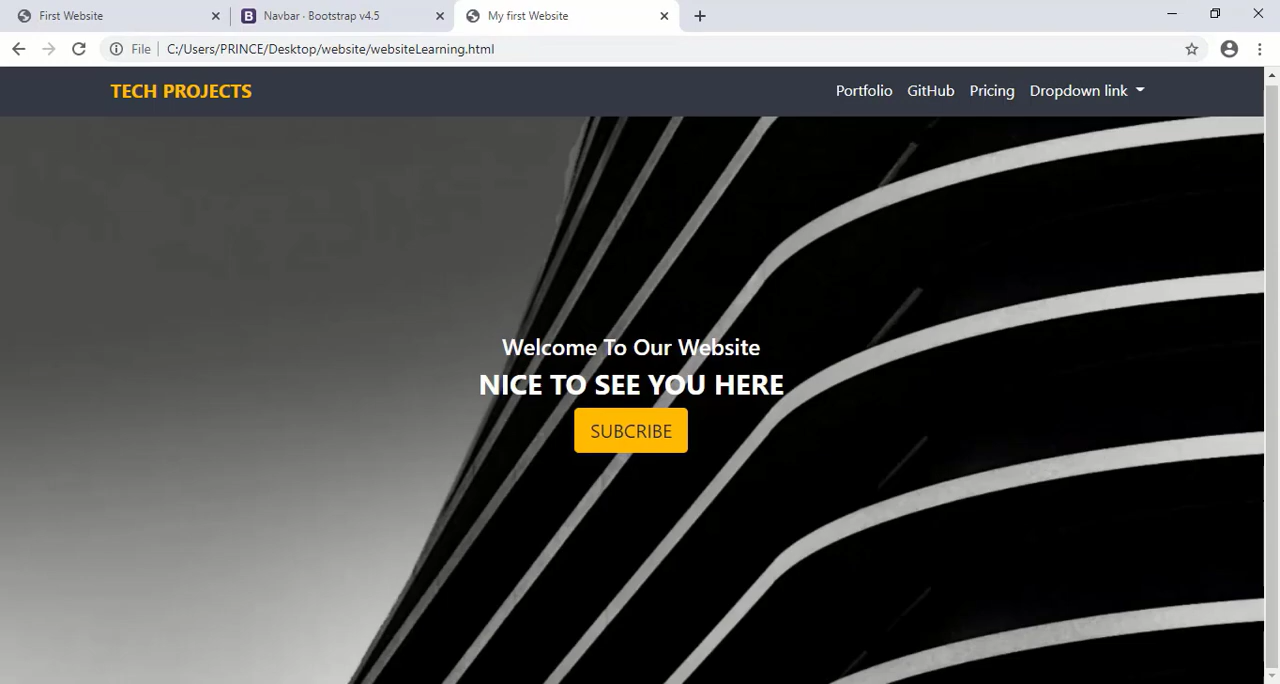 First Website
Navbar · Bootstrap v4.5
My first Website
File
C:/Users/PRINCE/Desktop/website/websiteLearning.html
TECH PROJECTS
Portfolio
GitHub
Pricing
Dropdown link
Welcome To Our Website
NICE TO SEE YOU HERE
SUBCRIBE